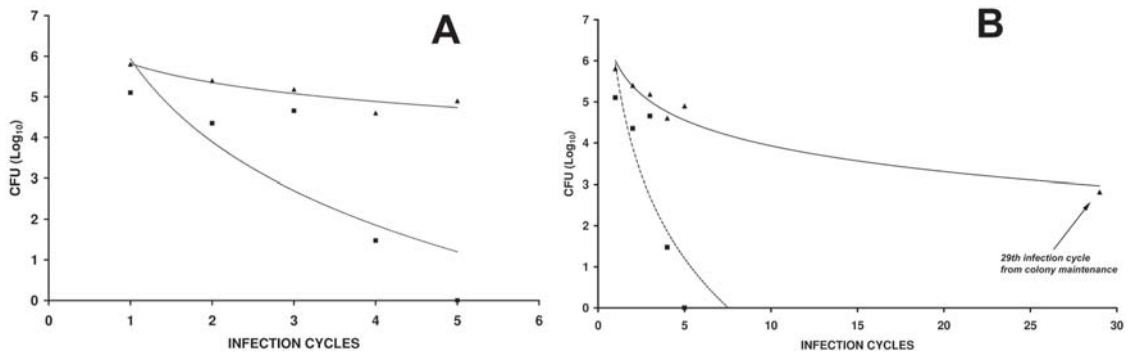 A
7
6
5
4
3
2
1
0
CFU (Log10)
0 1 2 3 4 5 6
INFECTION CYCLES
B
7
6
5
4
3
2
1
0
CFU (Log10)
0 5 10 15 20 25 30
INFECTION CYCLES
29th infection cycle
from colony maintenance